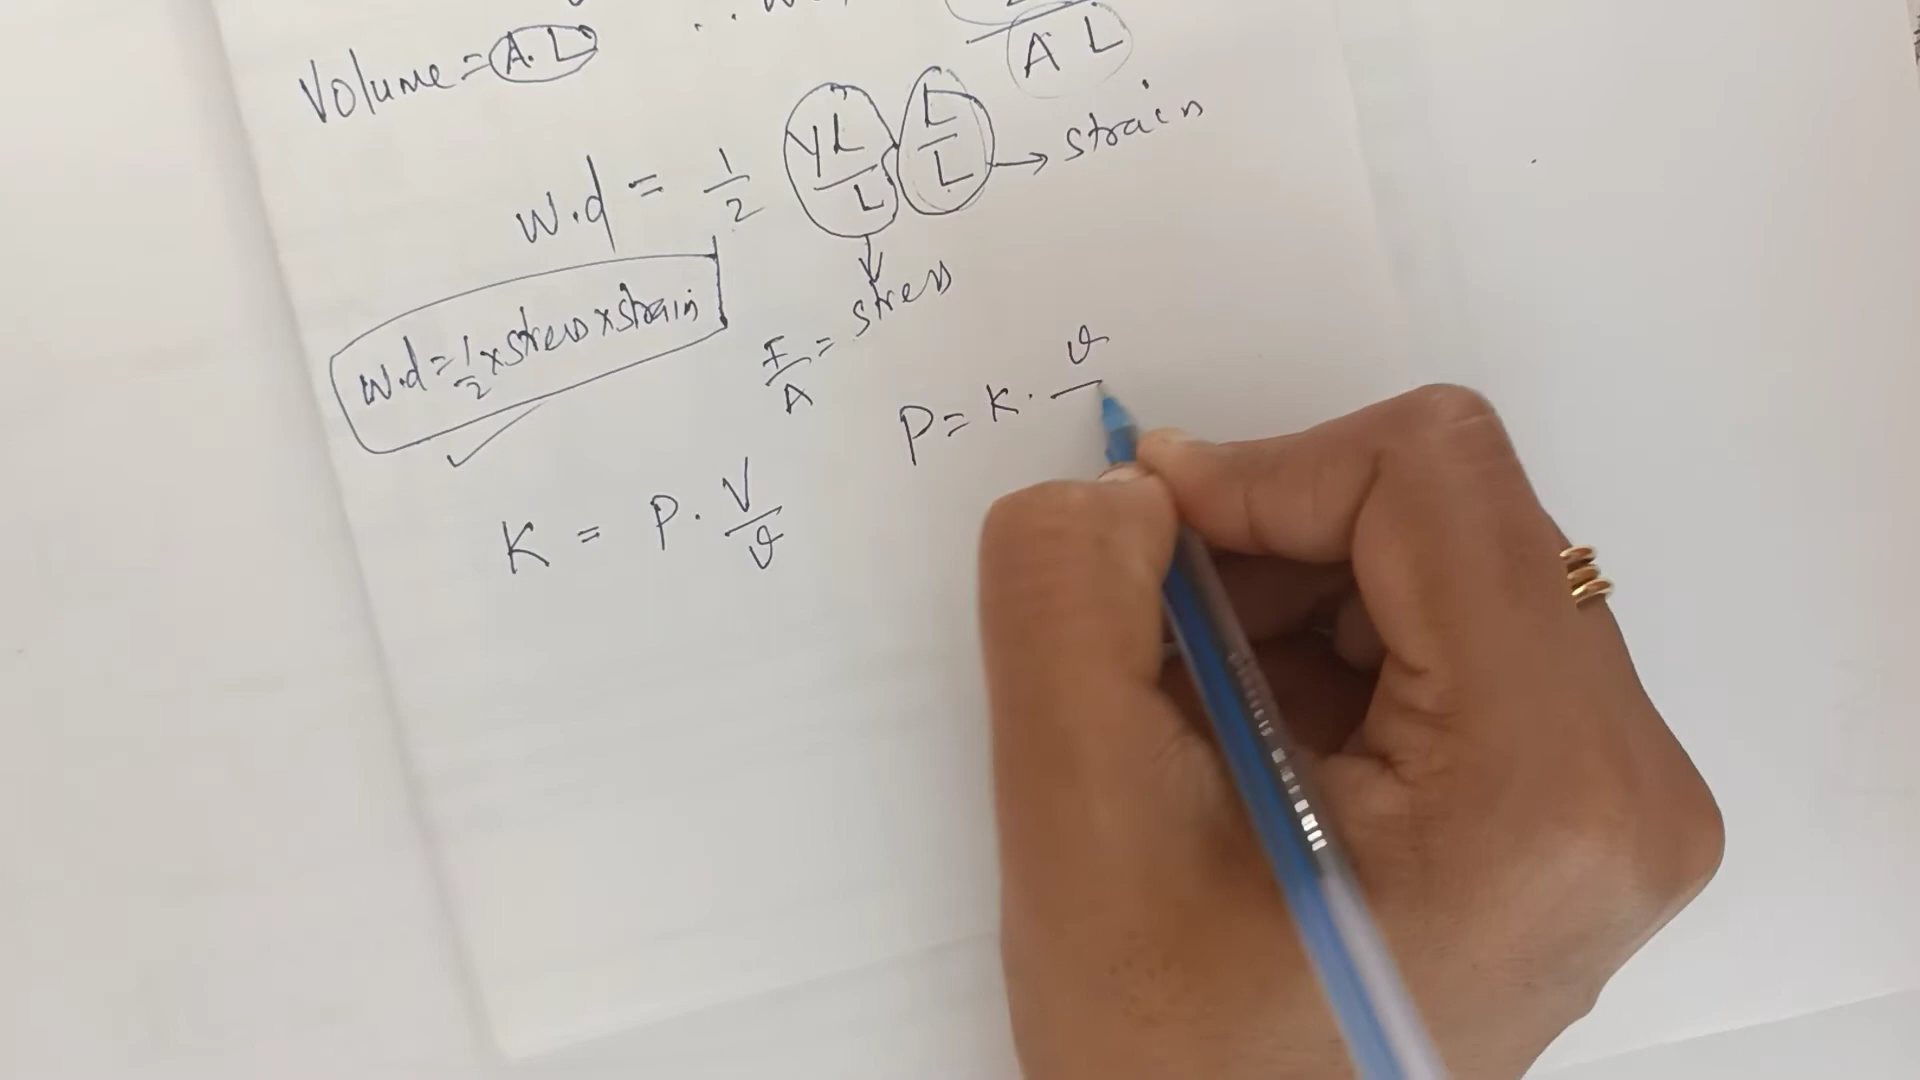 Volume = A.L
A L
W.d = 1/2 YL/L L/L → strain
stress
F/A =
W.d = 1/2 × stress × strain
P = K. v/
K = P. V/v